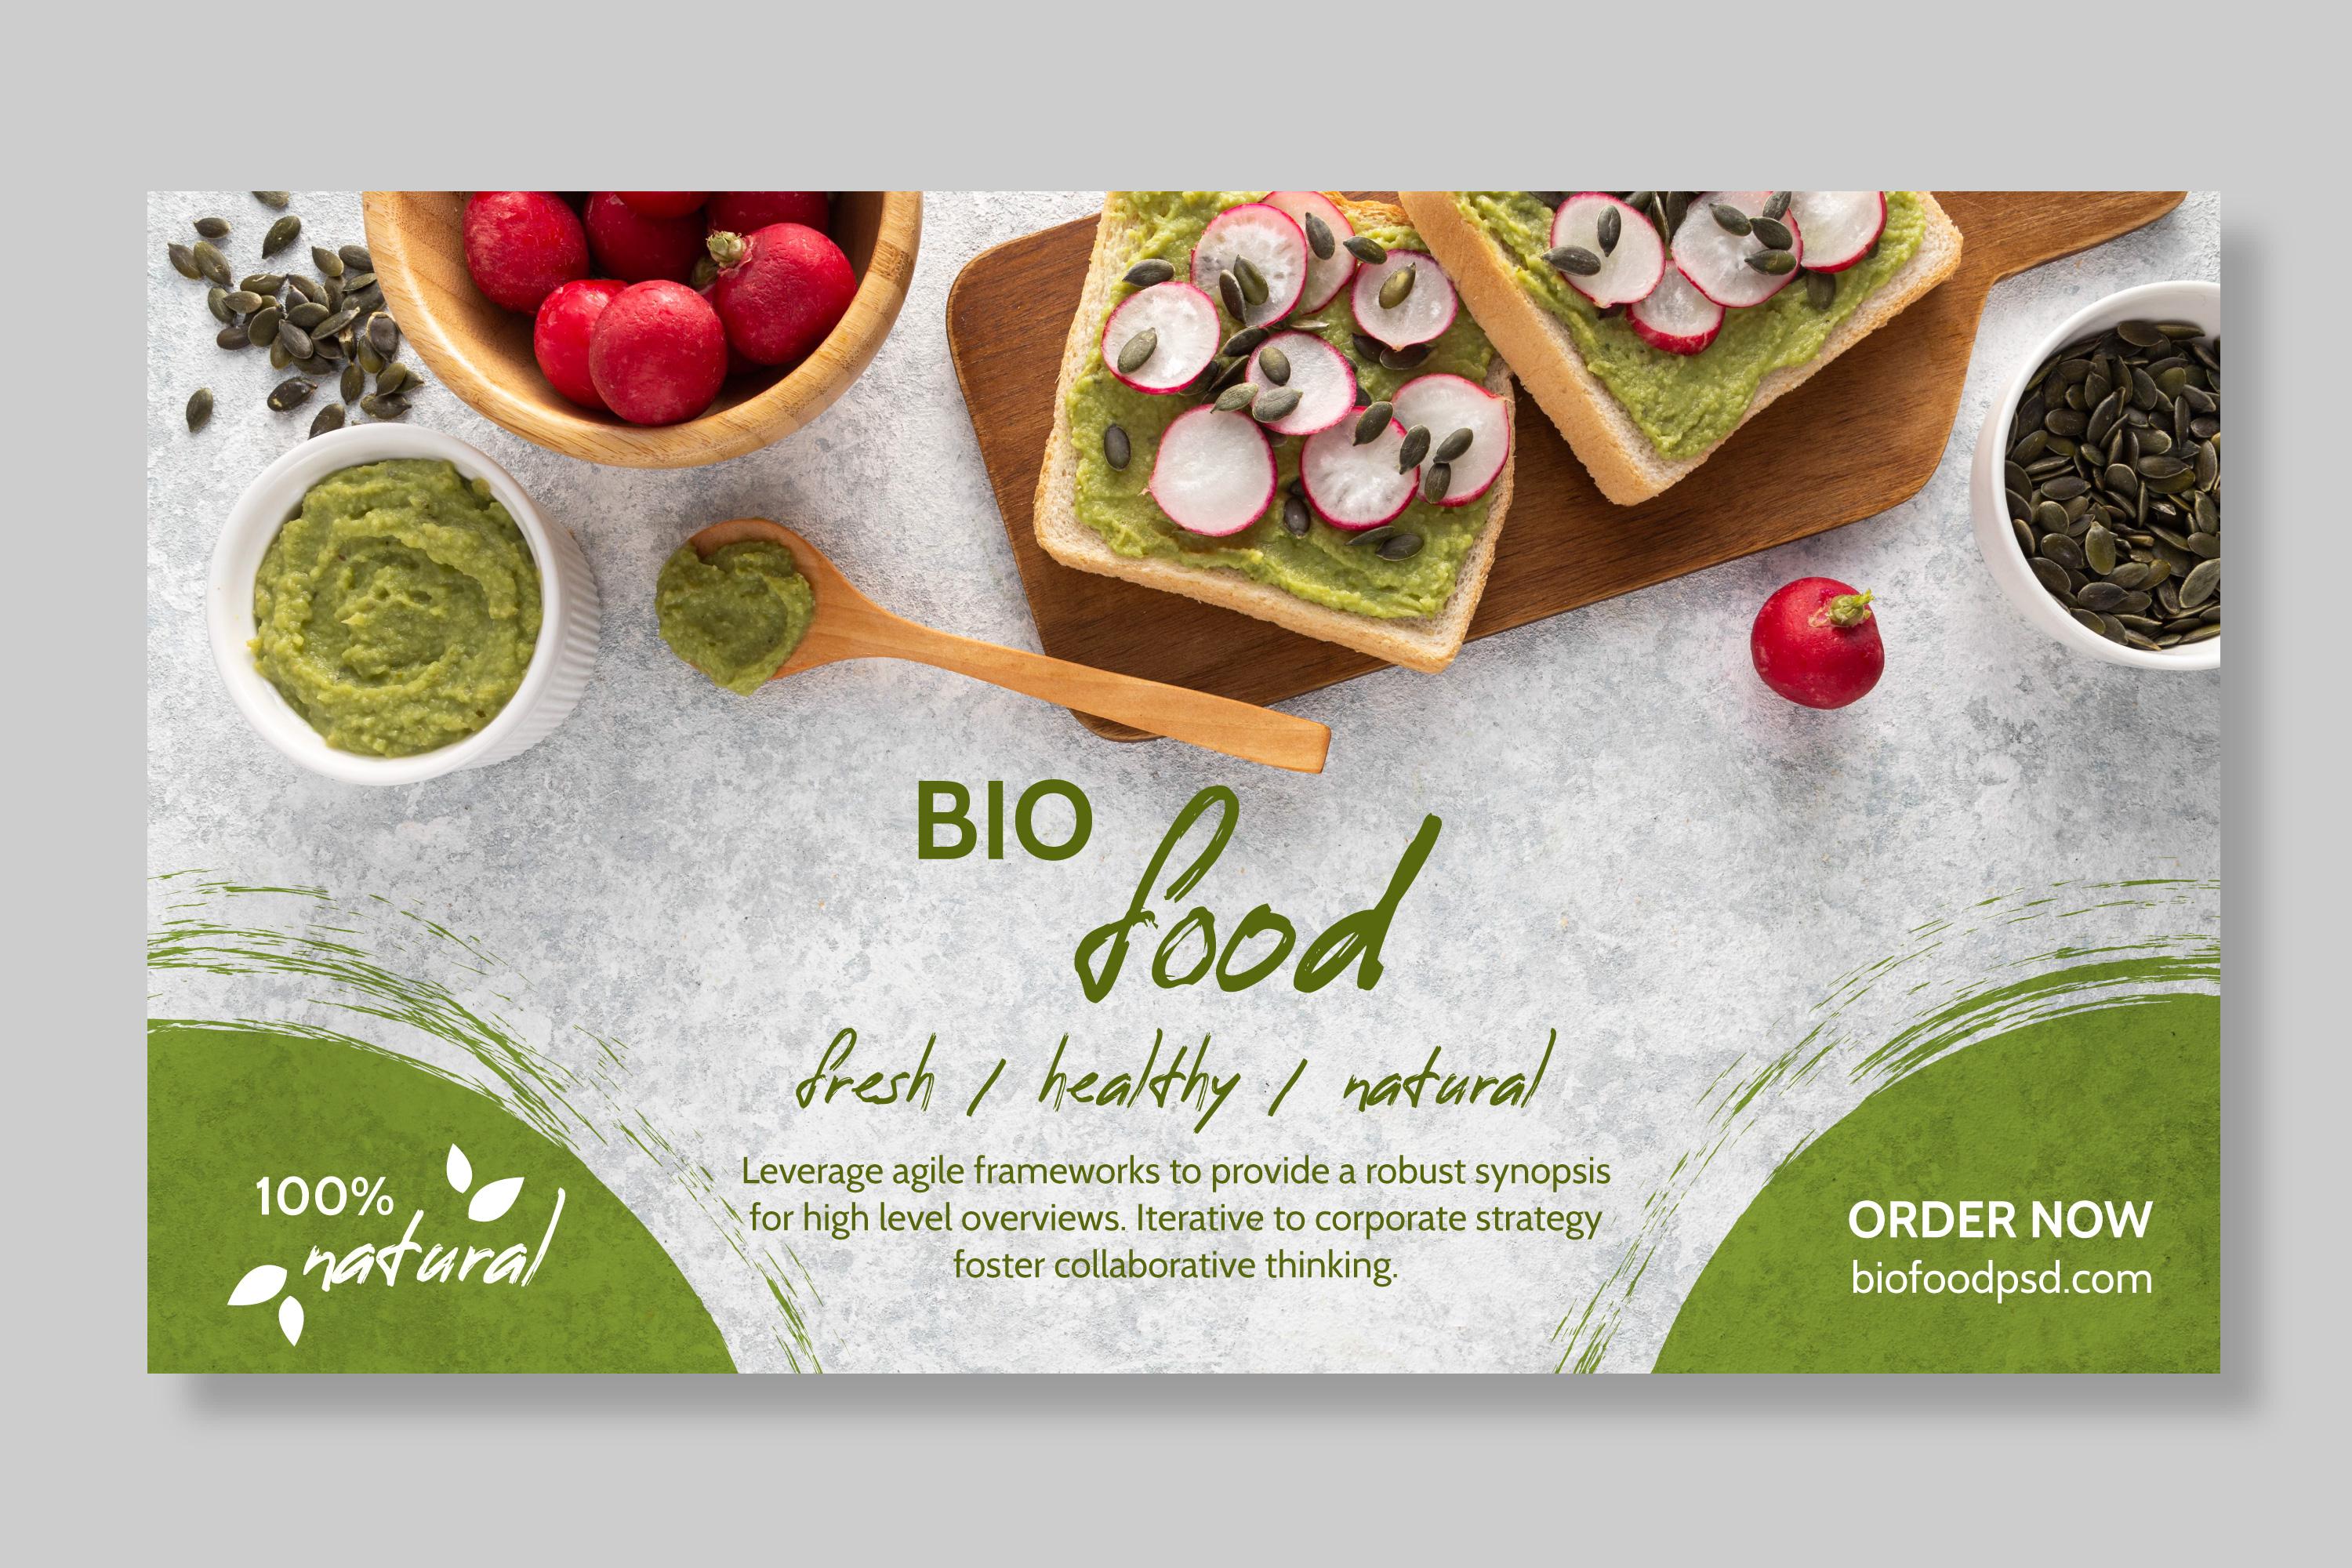 BIO
food
fresh / healthy / natural
Leverage agile frameworks to provide a robust synopsis
for high level overviews. Iterative to corporate strategy
foster collaborative thinking.
100%
natural
ORDER NOW
biofoodpsd.com